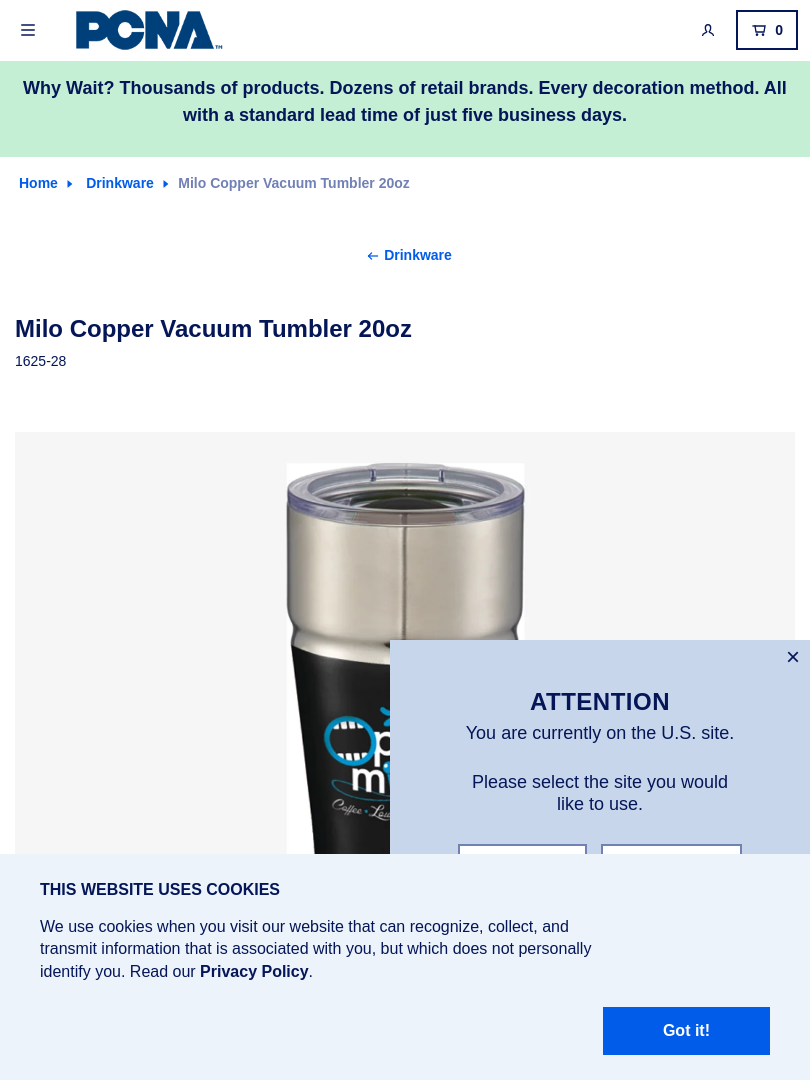 PCNA™
0
Why Wait? Thousands of products. Dozens of retail brands. Every decoration method. All
with a standard lead time of just five business days.
Home
Drinkware
Milo Copper Vacuum Tumbler 20oz
← Drinkware
Milo Copper Vacuum Tumbler 20oz
1625-28
ATTENTION
You are currently on the U.S. site.
Please select the site you would
like to use.
Coffee •
THIS WEBSITE USES COOKIES
We use cookies when you visit our website that can recognize, collect, and
transmit information that is associated with you, but which does not personally
identify you. Read our Privacy Policy.
Got it!